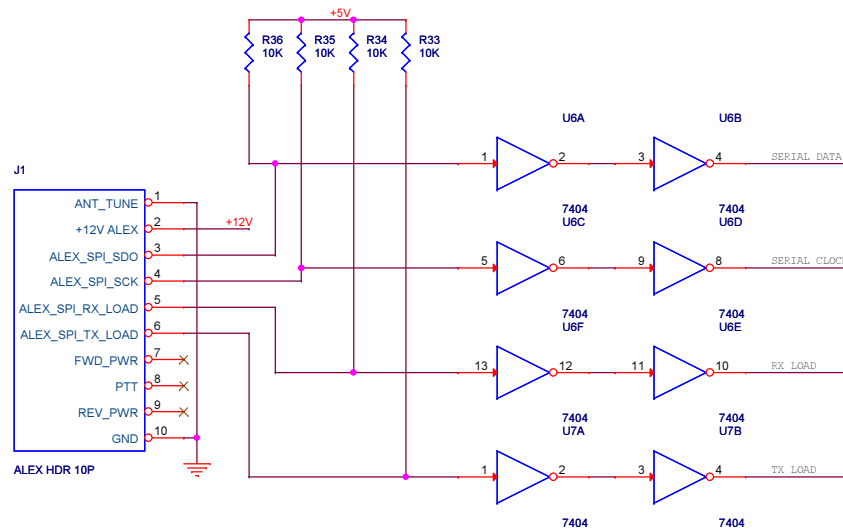 +5V
R36
10K
R35
10K
R34
10K
R33
10K
U6A
U6B
1
2
3
4
SERIAL DATA
7404
7404
J1
ANT_TUNE 1
+12V ALEX 2
+12V
ALEX_SPI_SDO 3
ALEX_SPI_SCK 4
ALEX_SPI_RX_LOAD 5
ALEX_SPI_TX_LOAD 6
FWD_PWR 7
PTT 8
REV_PWR 9
GND 10
ALEX HDR 10P
U6C
U6D
5
6
9
8
SERIAL CLOCK
7404
7404
U6F
U6E
13
12
11
10
RX LOAD
7404
7404
U7A
U7B
1
2
3
4
TX LOAD
7404
7404